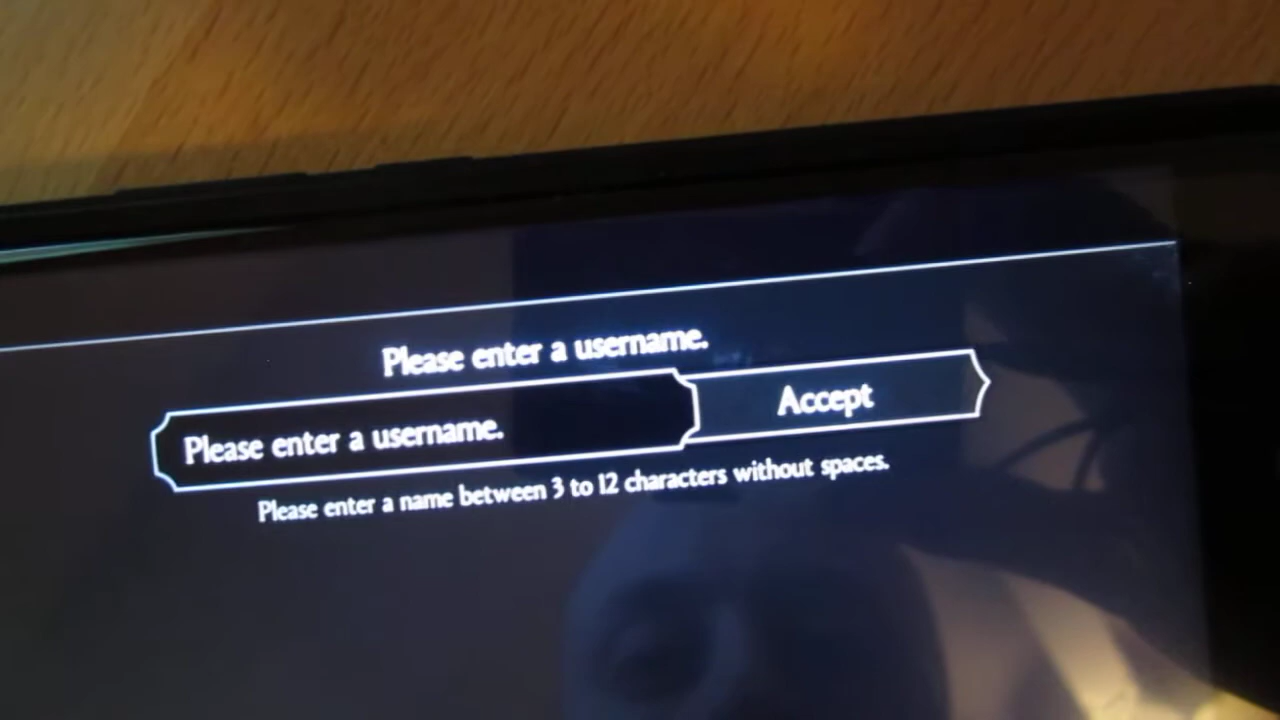 Please enter a username.
Please enter a username.
Accept
Please enter a name between 3 to 12 characters without spaces.